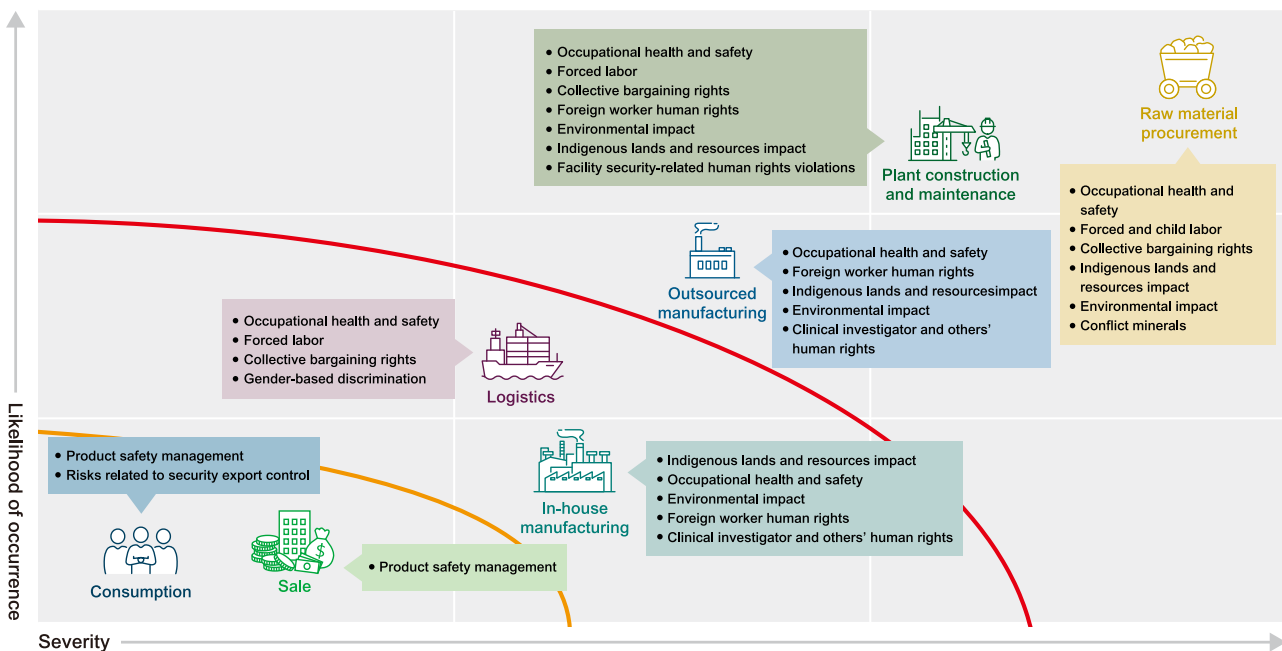 Likelihood of occurrence
• Occupational health and safety
• Forced labor
• Collective bargaining rights
• Foreign worker human rights
• Environmental impact
• Indigenous lands and resources impact
• Facility security-related human rights violations
Plant construction
and maintenance
Raw material
procurement
• Occupational health and
safety
• Forced and child labor
• Collective bargaining rights
• Indigenous lands and
resources impact
• Environmental impact
• Conflict minerals
Outsourced
manufacturing
• Occupational health and safety
• Foreign worker human rights
• Indigenous lands and resourcesimpact
• Environmental impact
• Clinical investigator and others’
human rights
• Occupational health and safety
• Forced labor
• Collective bargaining rights
• Gender-based discrimination
Logistics
• Product safety management
• Risks related to security export control
Consumption
$
Sale
• Product safety management
In-house
manufacturing
• Indigenous lands and resources impact
• Occupational health and safety
• Environmental impact
• Foreign worker human rights
• Clinical investigator and others’ human rights
Severity